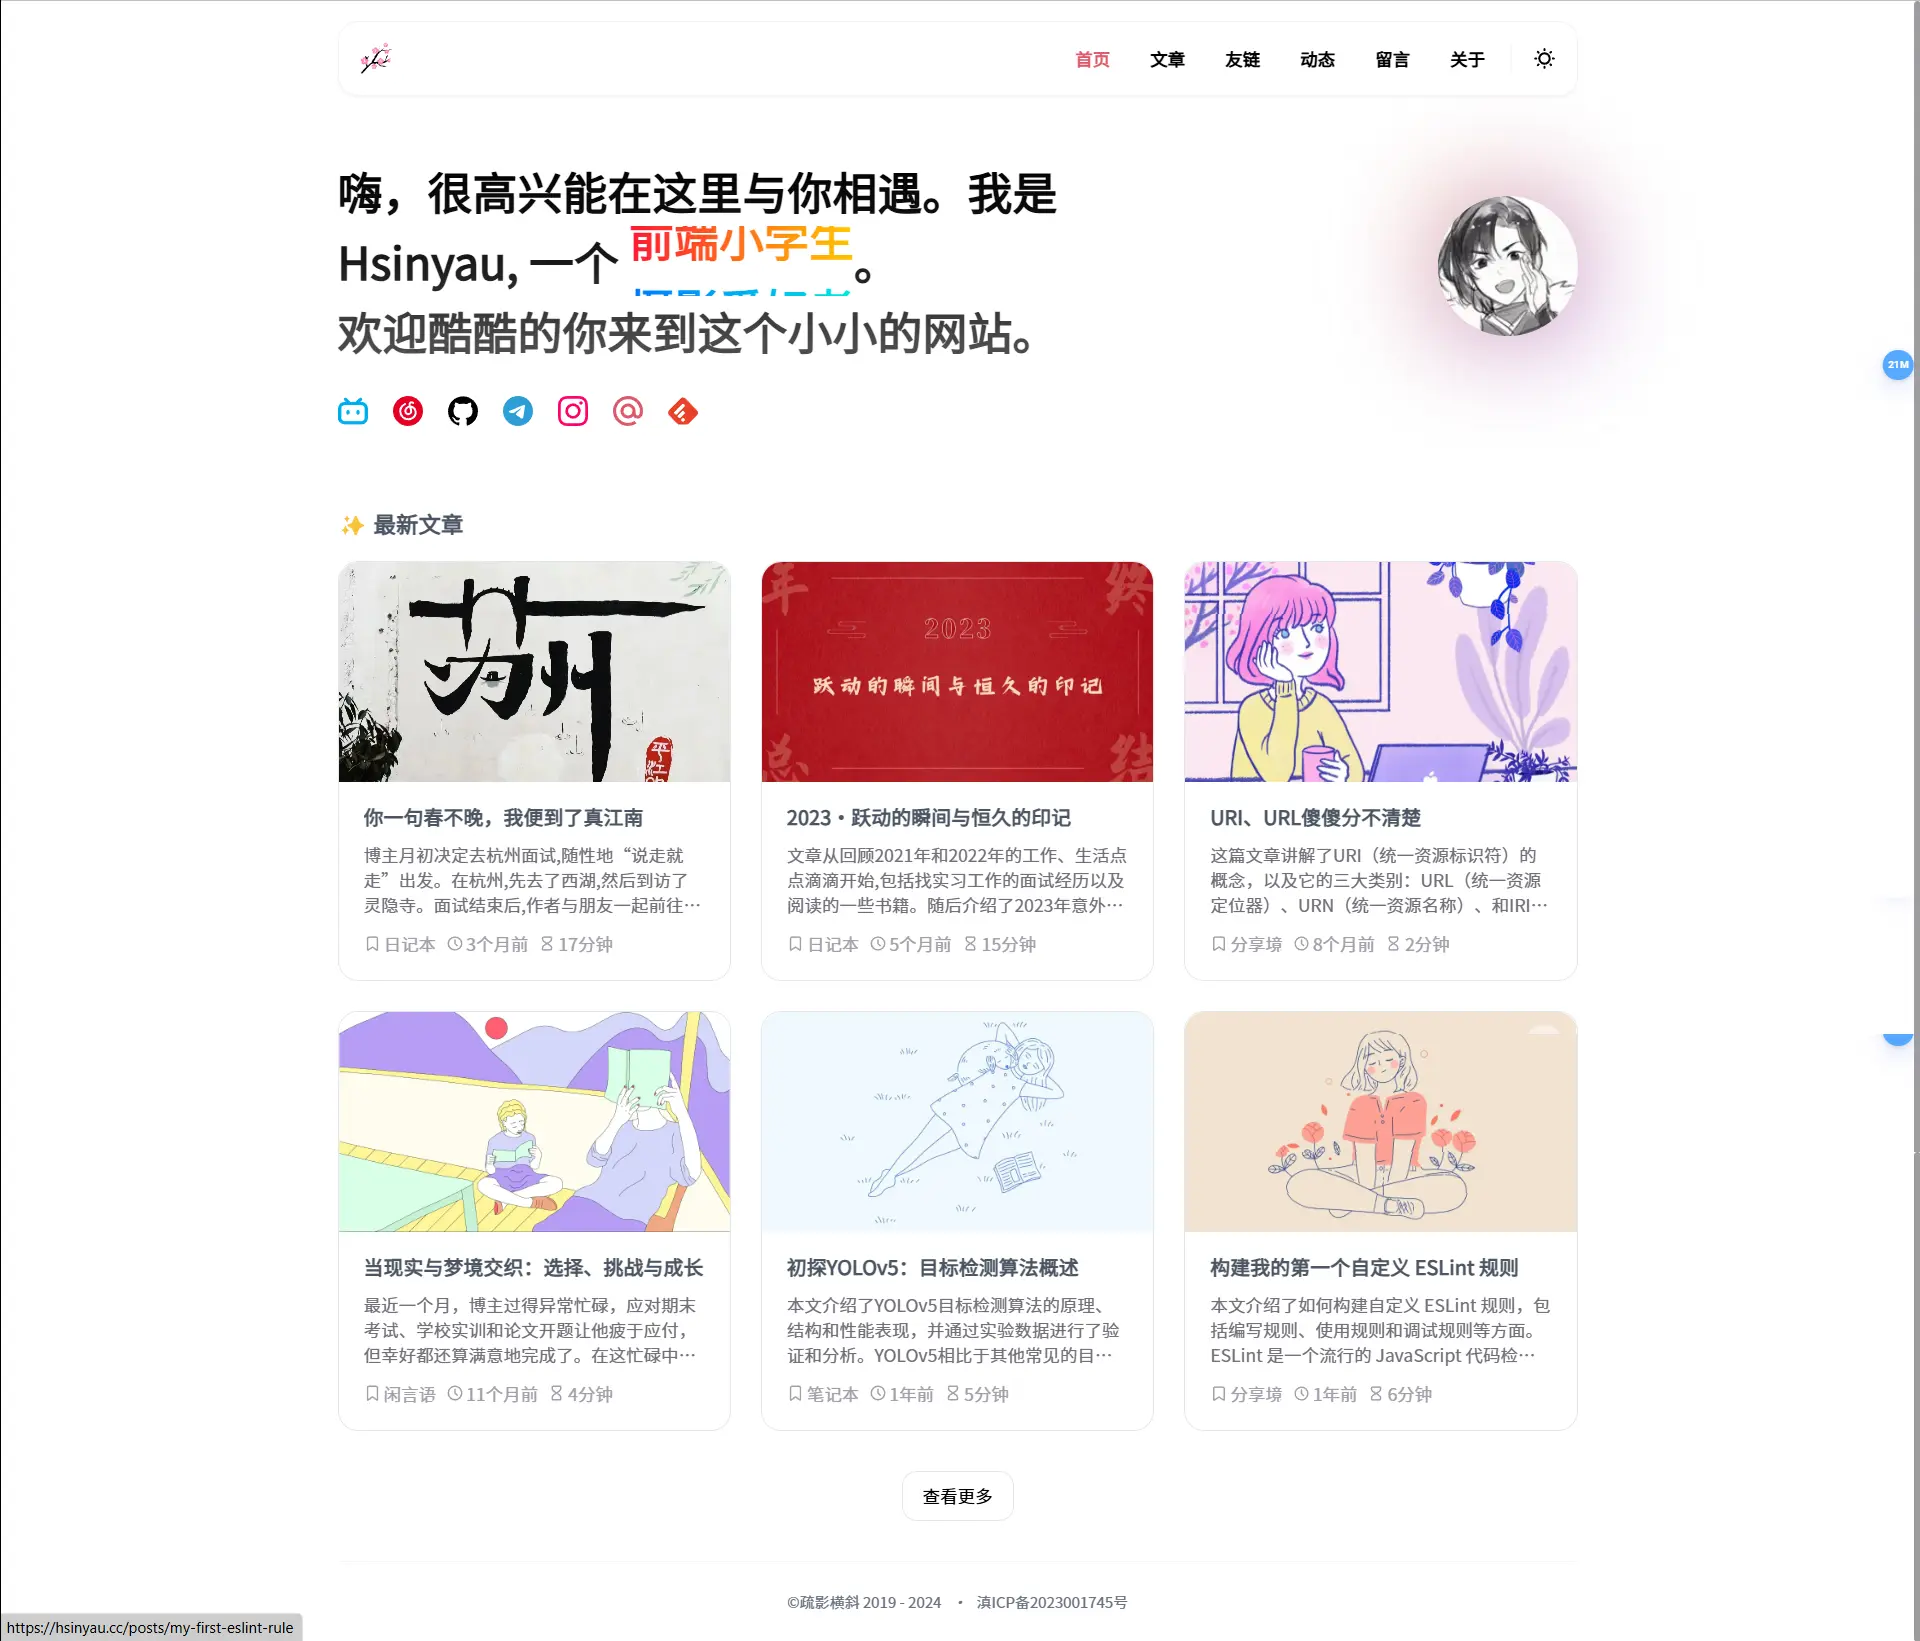 首页 文章 友链 动态 留言 关于
嗨，很高兴能在这里与你相遇。我是
Hsinyau, 一个 前端小学生 。
欢迎酷酷的你来到这个小小的网站。
21M
✨ 最新文章
苏州
平江
你一句春不晚，我便到了真江南
博主月初决定去杭州面试,随性地“说走就
走”出发。在杭州,先去了西湖,然后到访了
灵隐寺。面试结束后,作者与朋友一起前往…
日记本 3个月前 17分钟
年 终
2023
跃动的瞬间与恒久的印记
总 结
2023・跃动的瞬间与恒久的印记
文章从回顾2021年和2022年的工作、生活点
点滴滴开始,包括找实习工作的面试经历以及
阅读的一些书籍。随后介绍了2023年意外…
日记本 5个月前 15分钟
URI、URL傻傻分不清楚
这篇文章讲解了URI（统一资源标识符）的
概念，以及它的三大类别：URL（统一资源
定位器）、URN（统一资源名称）、和IRI…
分享境 8个月前 2分钟
当现实与梦境交织：选择、挑战与成长
最近一个月，博主过得异常忙碌，应对期末
考试、学校实训和论文开题让他疲于应付，
但幸好都还算满意地完成了。在这忙碌中…
闲言语 11个月前 4分钟
初探YOLOv5：目标检测算法概述
本文介绍了YOLOv5目标检测算法的原理、
结构和性能表现，并通过实验数据进行了验
证和分析。YOLOv5相比于其他常见的目…
笔记本 1年前 5分钟
构建我的第一个自定义 ESLint 规则
本文介绍了如何构建自定义 ESLint 规则，包
括编写规则、使用规则和调试规则等方面。
ESLint 是一个流行的 JavaScript 代码检…
分享境 1年前 6分钟
查看更多
©疏影横斜 2019 - 2024 · 滇ICP备2023001745号
https://hsinyau.cc/posts/my-first-eslint-rule